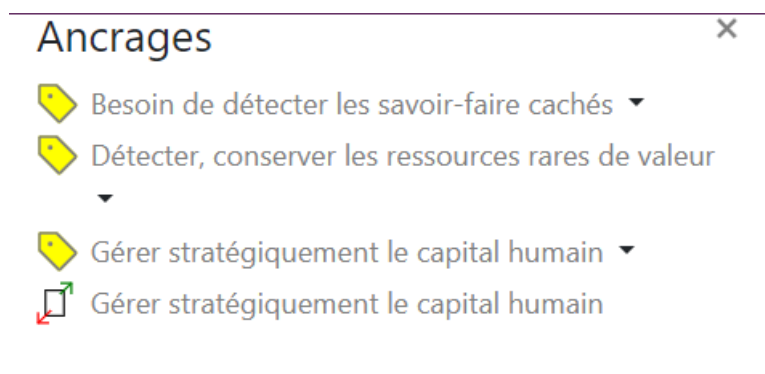 Ancrages
Besoin de détecter les savoir-faire cachés
Détecter, conserver les ressources rares de valeur
Gérer stratégiquement le capital humain
Gérer stratégiquement le capital humain